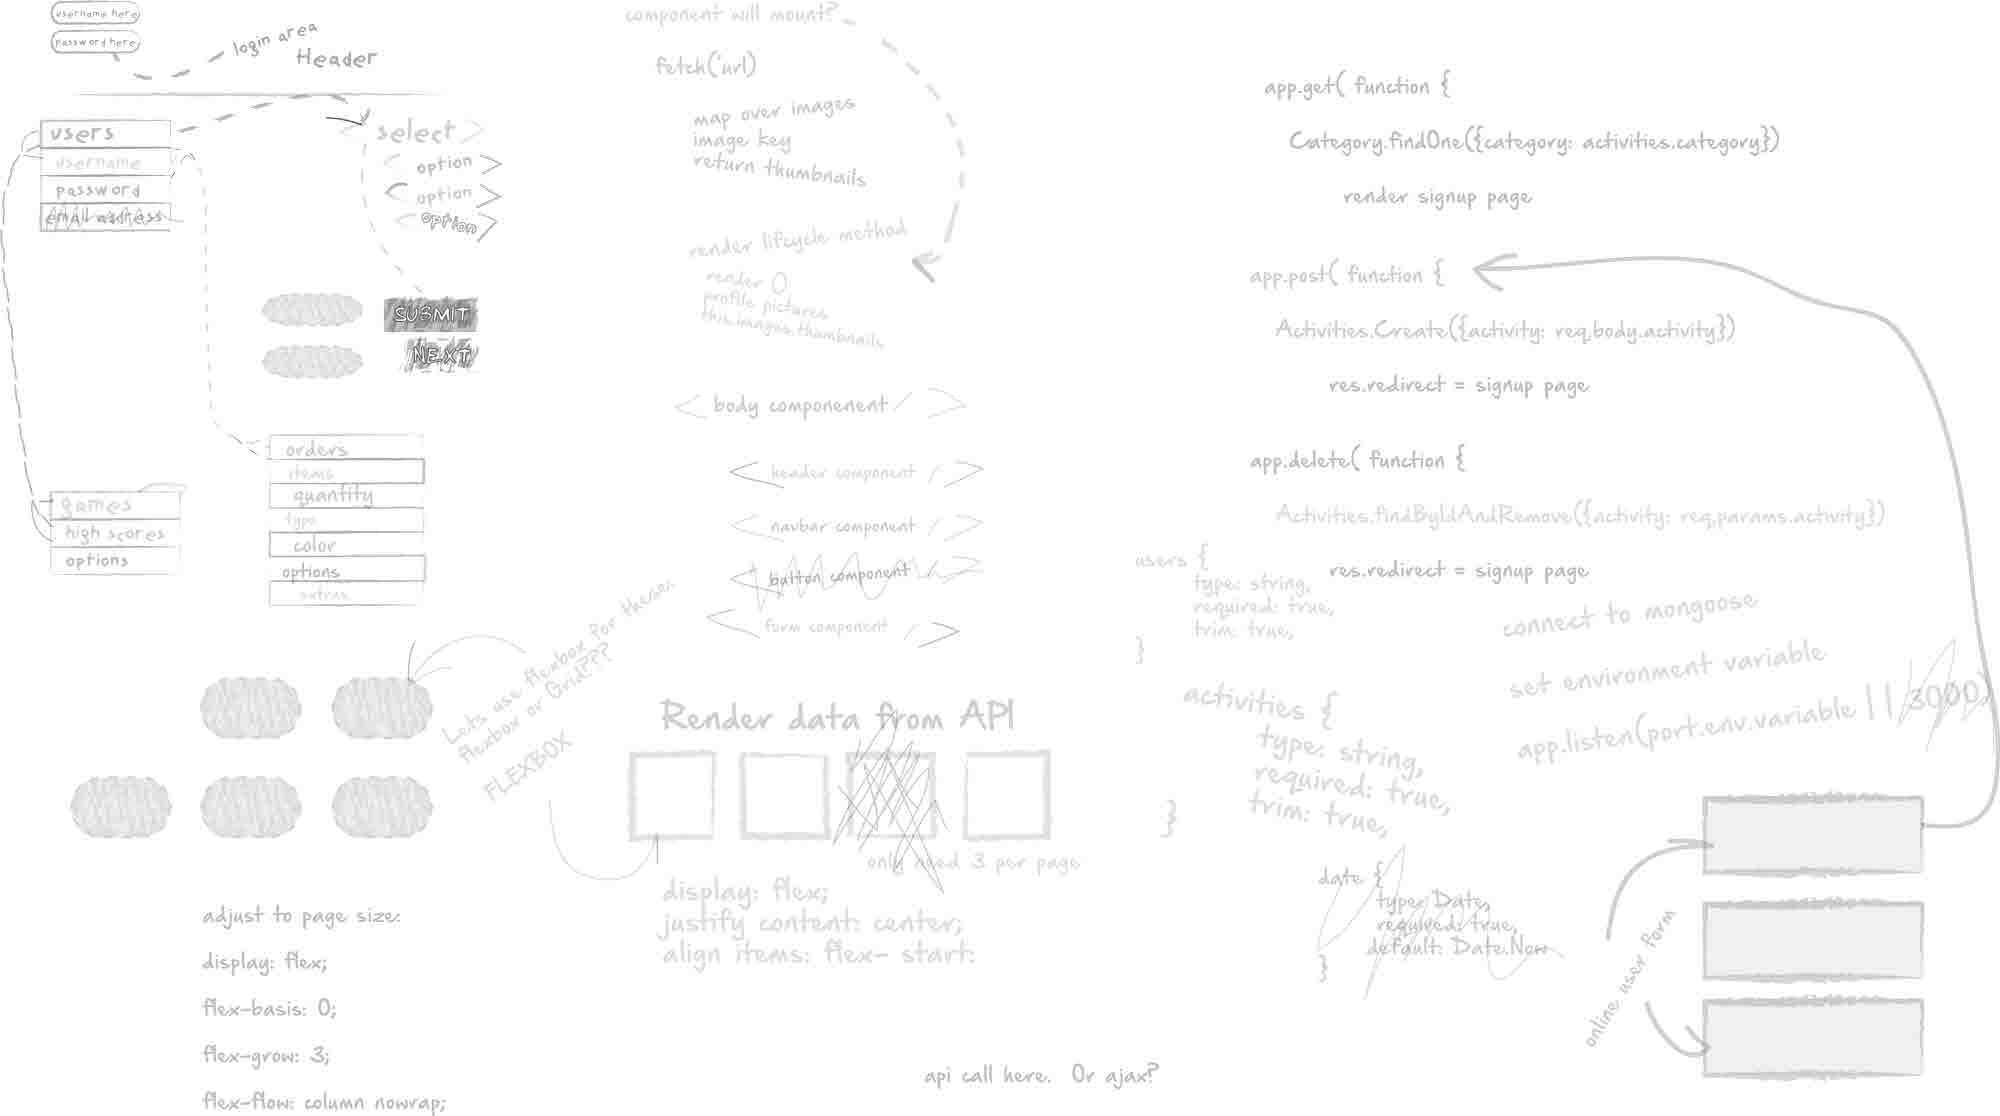 username here
password here
login area
Header
users
username
password
email address
select
option
option
option
SUBMIT
NEXT
orders
items
quantity
type
color
options
extras
games
high scores
options
Lets use flexbox for these..
flexbox or Grid???
FLEXBOX
adjust to page size:
display: flex;
flex-basis: 0;
flex-grow: 3;
flex-flow: column nowrap;
component will mount?
fetch('url)
map over images
image key
return thumbnails
render lifcycle method
render ()
profile pictures
this.images.thumbnails
< body componenent / >
< header component / >
< navbar component / >
< button component / >
< form component / >
Render data from API
only need 3 per page
display: flex;
justify content: center;
align items: flex- start:
api call here. Or ajax?
app.get( function {
Category.findOne({category: activities.category})
render signup page
app.post( function {
Activities.Create({activity: req.body.activity})
res.redirect = signup page
app.delete( function {
Activities.findByIdAndRemove({activity: req.params.activity})
res.redirect = signup page
users {
type: string,
required: true,
trim: true,
}
activities {
type: string,
required: true,
trim: true,
}
date {
type: Date,
required: true,
default: Date.Now
}
connect to mongoose
set environment variable
app.listen(port.env.variable || 3000)
online user form